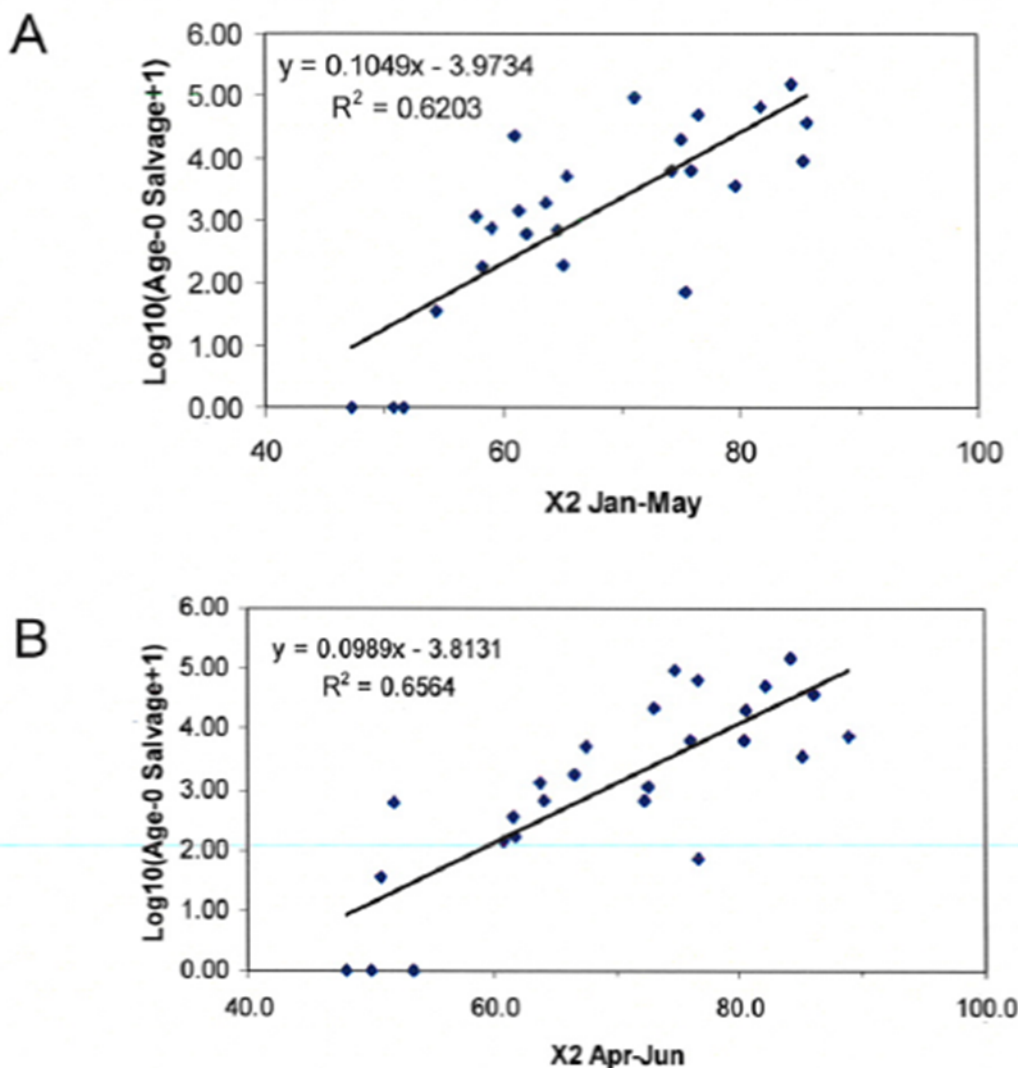 A
6.00
y = 0.1049x - 3.9734
R² = 0.6203
5.00
4.00
3.00
2.00
1.00
0.00
Log10(Age-0 Salvage+1)
40 60 80 100
X2 Jan-May
B
6.00
y = 0.0989x - 3.8131
R² = 0.6564
5.00
4.00
3.00
2.00
1.00
0.00
Log10(Age-0 Salvage+1)
40.0 60.0 80.0 100.0
X2 Apr-Jun